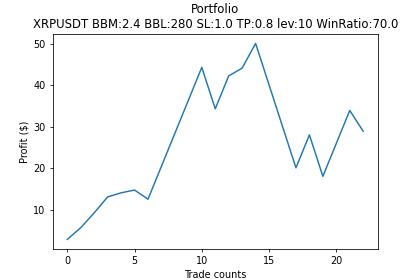 Portfolio
XRPUSDT BBM:2.4 BBL:280 SL:1.0 TP:0.8 lev:10 WinRatio:70.0
50
40
30
20
10
Profit ($)
0
5
10
15
20
Trade counts